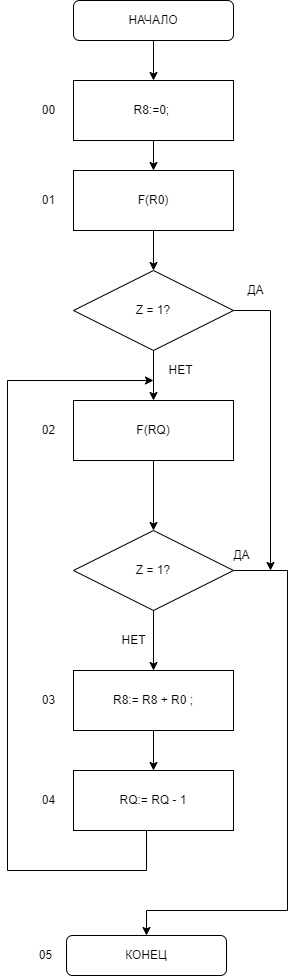 НАЧАЛО
00
R8:=0;
01
F(R0)
Z = 1?
ДА
НЕТ
02
F(RQ)
Z = 1?
ДА
НЕТ
03
R8:= R8 + R0 ;
04
RQ:= RQ - 1
05
КОНЕЦ